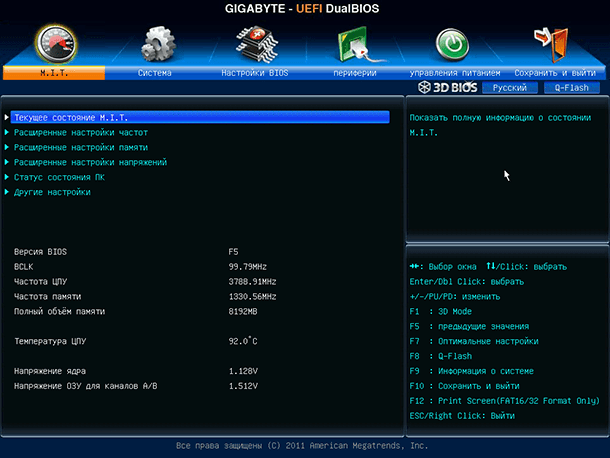 GIGABYTE - UEFI DualBIOS
M.I.T.
Система
Настройки BIOS
периферии
управления питанием
Сохранить и выйти
3D BIOS
Русский
Q-Flash
Текущее состояние M.I.T.
Расширенные настройки частот
Расширенные настройки памяти
Расширенные настройки напряжений
Статус состояния ПК
Другие настройки
Версия BIOS F5
BCLK 99.79MHz
Частота ЦПУ 3788.91MHz
Частота памяти 1330.56MHz
Полный объём памяти 8192MB
Температура ЦПУ 92.0°C
Напряжение ядра 1.128V
Напряжение ОЗУ для каналов A/B 1.512V
Показать полную информацию о состоянии
M.I.T.
→←: Выбор окна ↑↓/Click: выбрать
Enter/Dbl Click: выбрать
+/-/PU/PD: изменить
F1 : 3D Mode
F5 : предыдущие значения
F7 : Оптимальные настройки
F8 : Q-Flash
F9 : Информация о системе
F10 : Сохранить и выйти
F12 : Print Screen(FAT16/32 Format Only)
ESC/Right Click: Выйти
Все права защищены (C) 2011 American Megatrends, Inc.